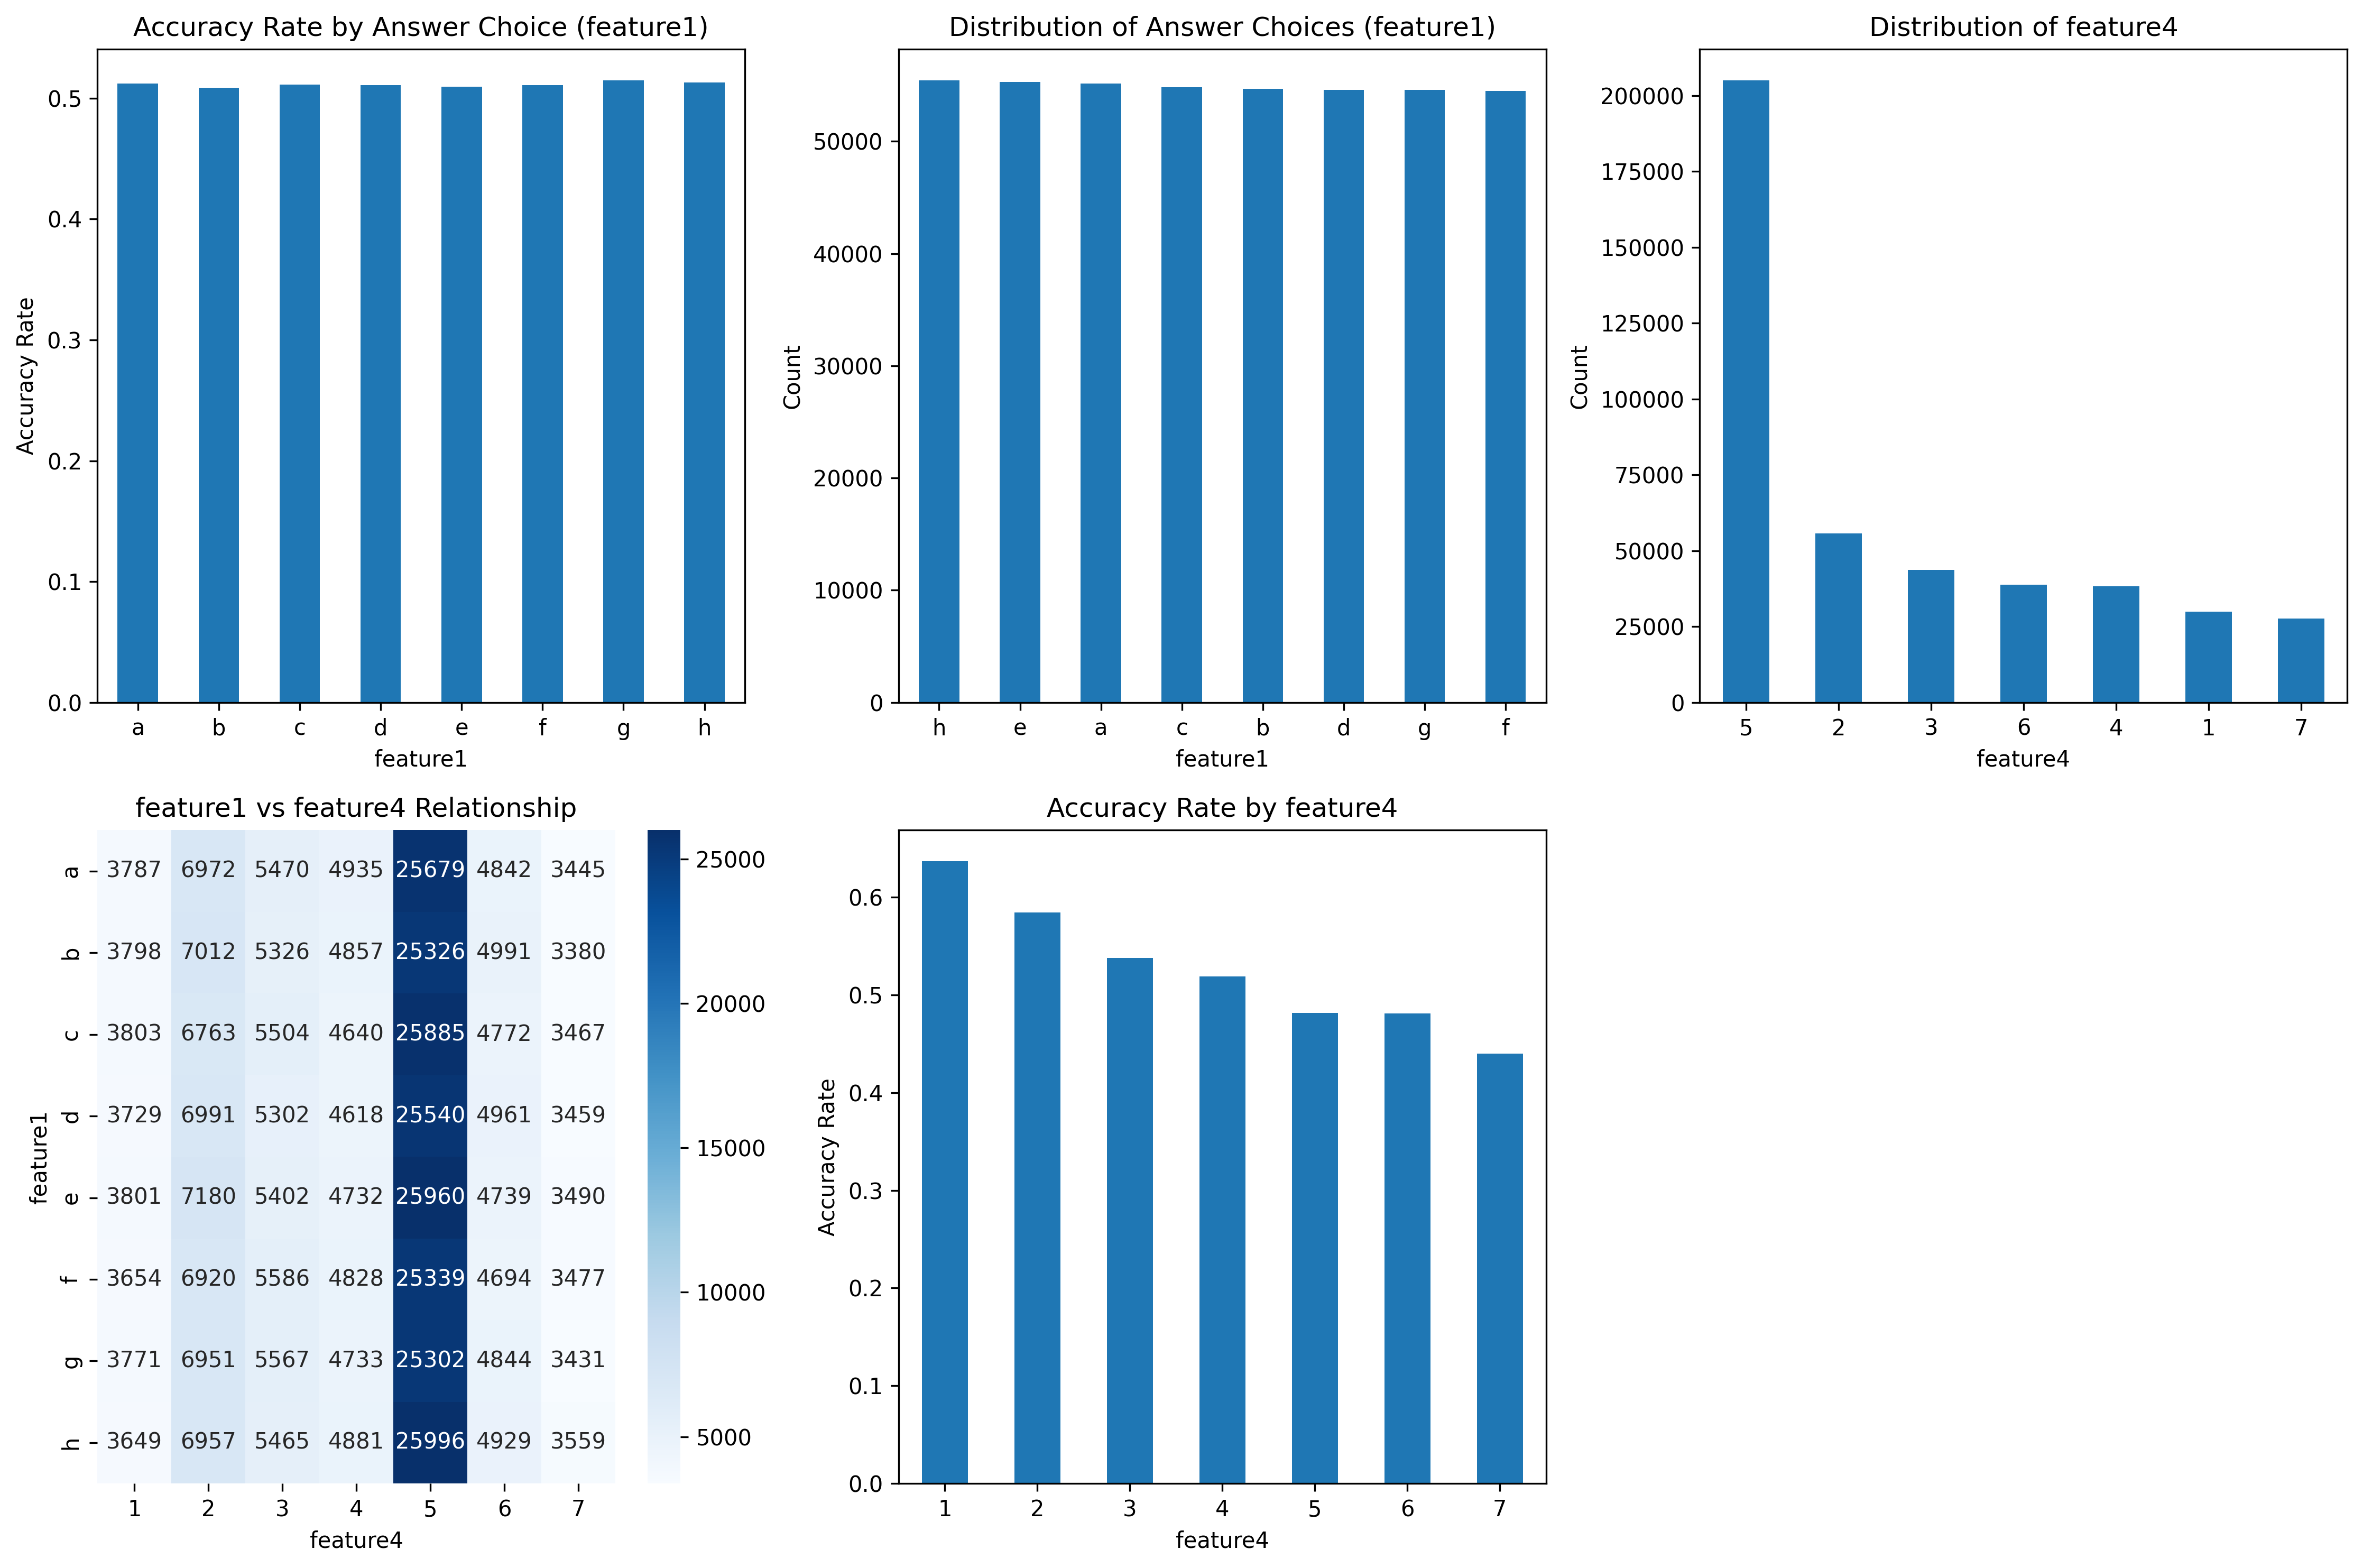 Accuracy Rate by Answer Choice (feature1)
0.5
0.4
0.3
0.2
0.1
0.0
Accuracy Rate
a b c d e f g h
feature1
Distribution of Answer Choices (feature1)
50000
40000
30000
20000
10000
0
Count
h e a c b d g f
feature1
Distribution of feature4
200000
175000
150000
125000
100000
75000
50000
25000
0
Count
5 2 3 6 4 1 7
feature4
feature1 vs feature4 Relationship
feature1
a 3787 6972 5470 4935 25679 4842 3445
b 3798 7012 5326 4857 25326 4991 3380
c 3803 6763 5504 4640 25885 4772 3467
d 3729 6991 5302 4618 25540 4961 3459
e 3801 7180 5402 4732 25960 4739 3490
f 3654 6920 5586 4828 25339 4694 3477
g 3771 6951 5567 4733 25302 4844 3431
h 3649 6957 5465 4881 25996 4929 3559
1 2 3 4 5 6 7
feature4
25000
20000
15000
10000
5000
Accuracy Rate by feature4
0.6
0.5
0.4
0.3
0.2
0.1
0.0
Accuracy Rate
1 2 3 4 5 6 7
feature4